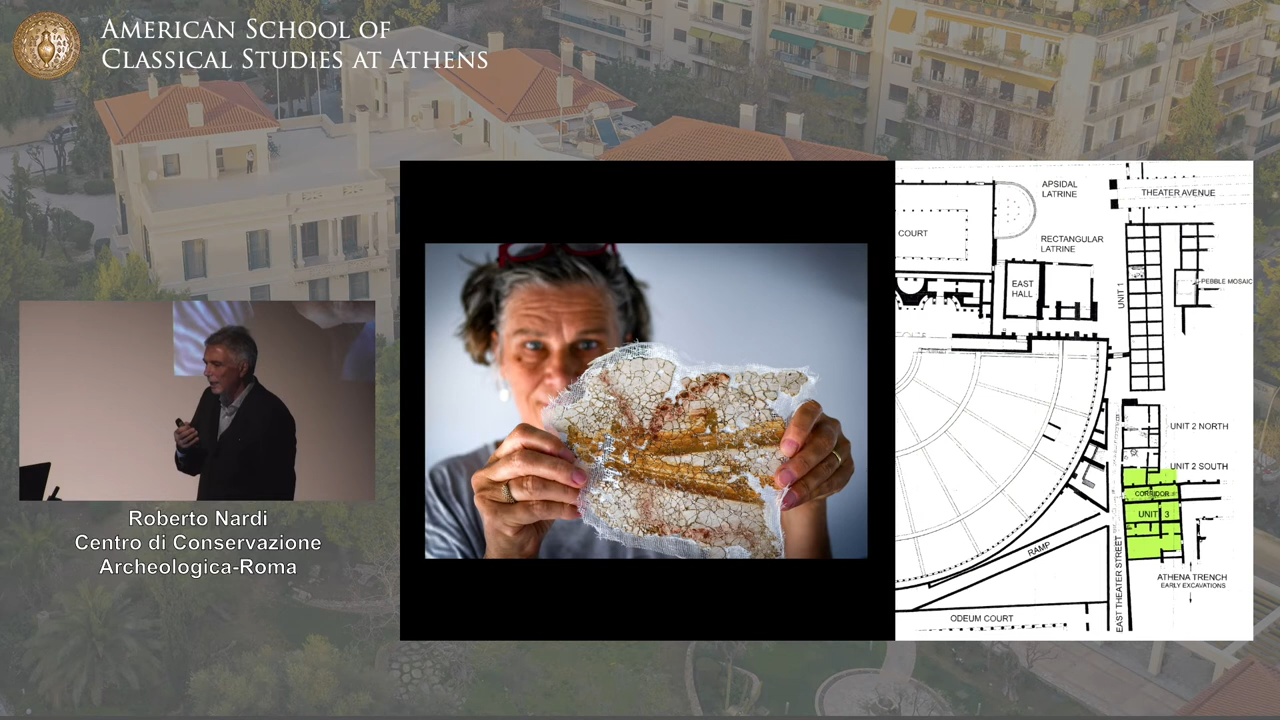 AMERICAN SCHOOL OF
CLASSICAL STUDIES AT ATHENS
Roberto Nardi
Centro di Conservazione
Archeologica-Roma
APSIDAL
LATRINE
THEATER AVENUE
COURT
RECTANGULAR
LATRINE
EAST
HALL
UNIT 1
PEBBLE MOSAIC
UNIT 2 NORTH
UNIT 2 SOUTH
CORRIDOR
UNIT 3
RAMP
EAST THEATER STREET
ATHENA TRENCH
EARLY EXCAVATIONS
ODEUM COURT